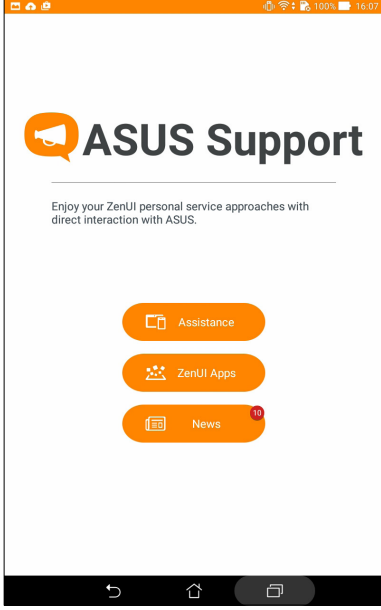 100% 16:07
ASUS Support
Enjoy your ZenUI personal service approaches with
direct interaction with ASUS.
Assistance
ZenUI Apps
10
News